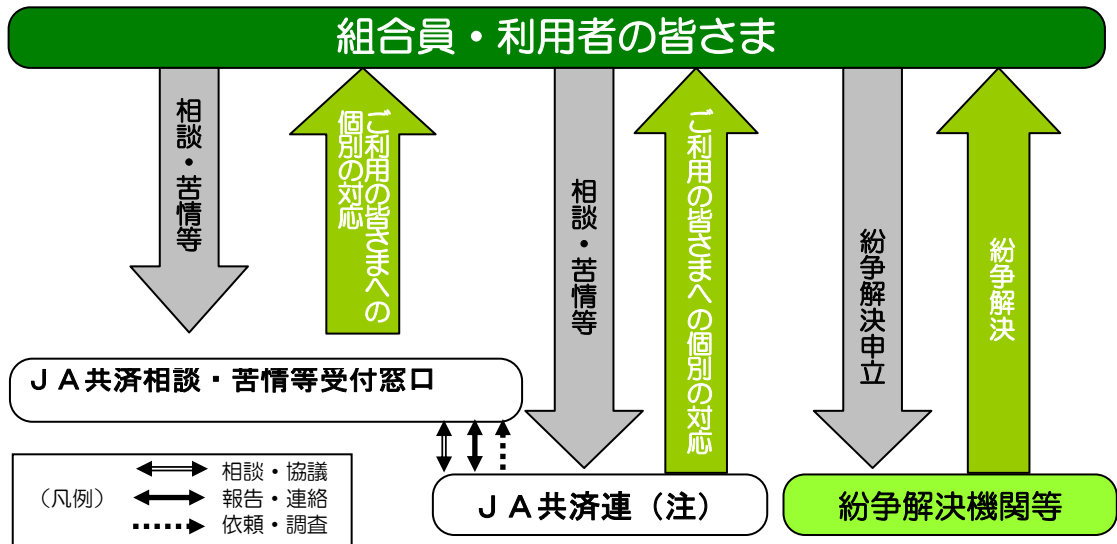 組合員・利用者の皆さま
相談・苦情等
ご利用の皆さまへの
個別の対応
相談・苦情等
ご利用の皆さまへの個別の対応
紛争解決申立
紛争解決
ＪＡ共済相談・苦情等受付窓口
（凡例）
相談・協議
報告・連絡
依頼・調査
ＪＡ共済連（注）
紛争解決機関等